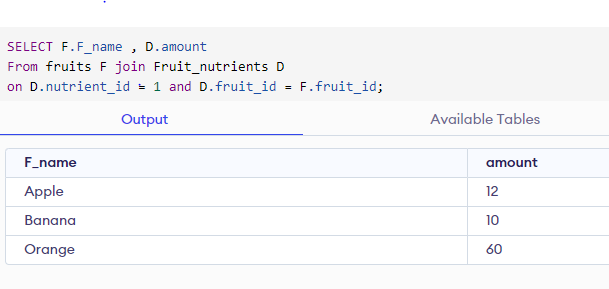 SELECT F.F_name , D.amount
From fruits F join Fruit_nutrients D
on D.nutrient_id = 1 and D.fruit_id = F.fruit_id;
Output Available Tables
F_name amount
Apple 12
Banana 10
Orange 60